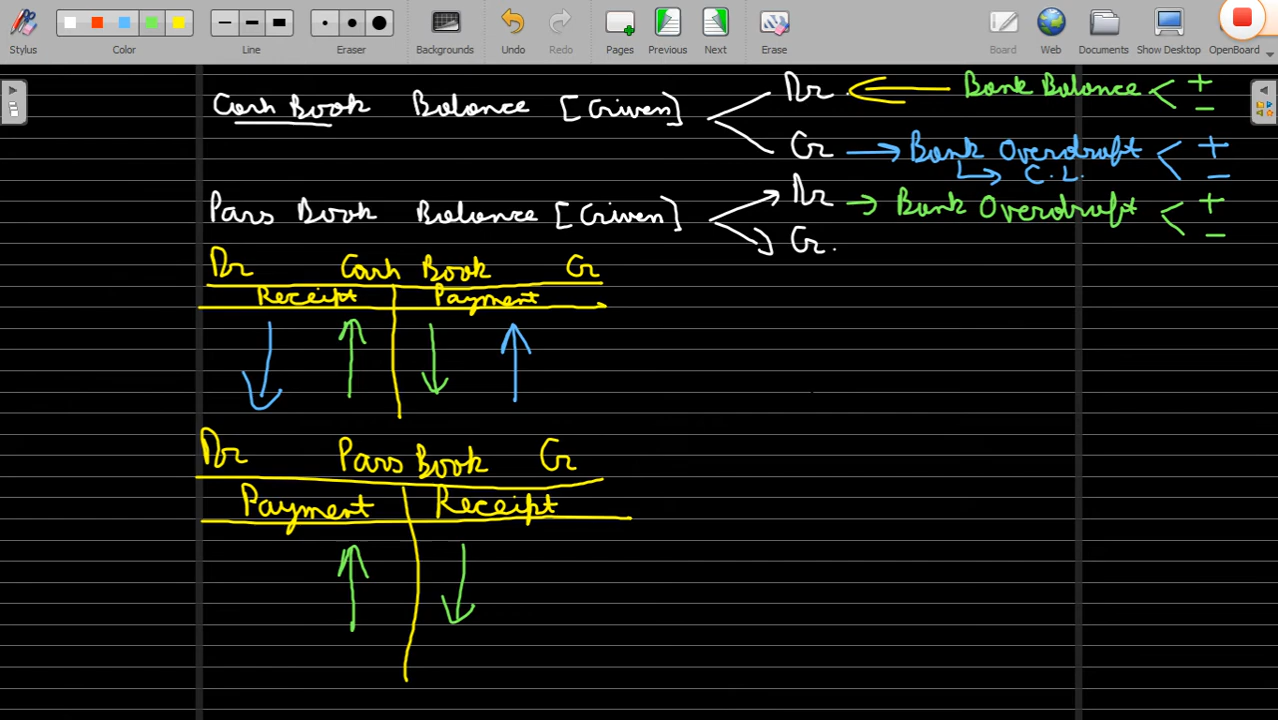 Stylus Color Line Eraser Backgrounds Undo Redo Pages Previous Next Erase Board Web Documents Show Desktop OpenBoard
Cash Book Balance [Given] Dr Bank Balance + -
Cr Bank Overdraft + -
C.L.
Pass Book Balance [Given] Dr Bank Overdraft + -
Cr.
Dr Cash Book Cr
Receipt Payment
Dr Pass Book Cr
Payment Receipt